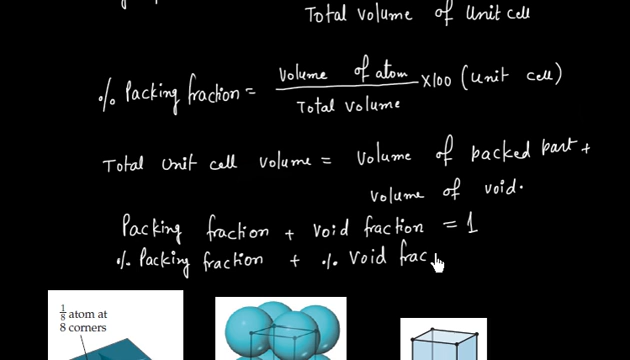 Total volume of Unit cell
% Packing fraction = Volume of atom / Total volume ×100 (Unit cell)
Total Unit cell volume = Volume of packed part +
volume of void.
Packing fraction + Void fraction = 1
% Packing fraction + % Void frac
1/8 atom at
8 corners